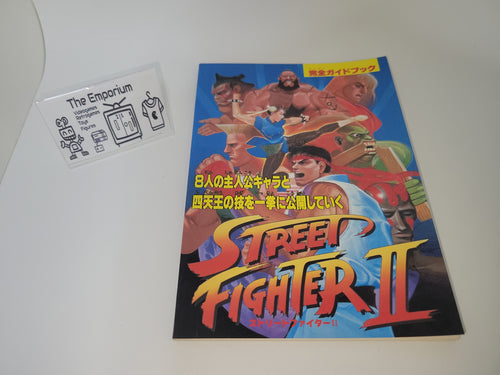 The Emporium
Videogames
Retrogames
Toys
Figures
完全ガイドブック
8人の主人公キャラと
四天王の技を一挙に公開していく
STREET
FIGHTER II
ストリートファイターII